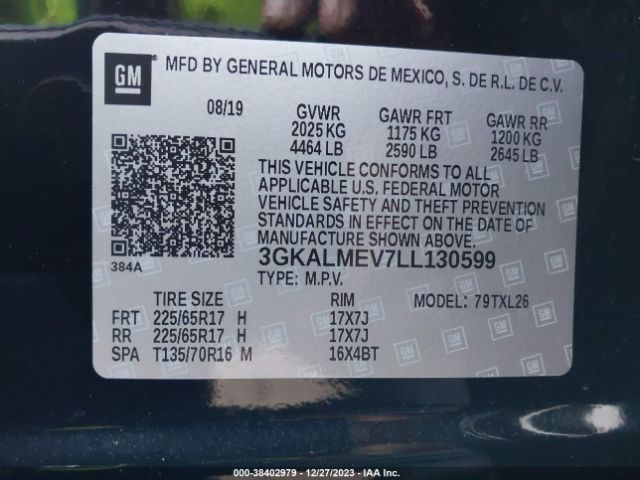 GM MFD BY GENERAL MOTORS DE MEXICO, S. DE R.L. DE C.V.
08/19 GVWR GAWR FRT GAWR RR
2025 KG 1175 KG 1200 KG
4464 LB 2590 LB 2645 LB
THIS VEHICLE CONFORMS TO ALL
APPLICABLE U.S. FEDERAL MOTOR
VEHICLE SAFETY AND THEFT PREVENTION
STANDARDS IN EFFECT ON THE DATE OF
MANUFACTURE SHOWN ABOVE.
384A
3GKALMEV7LL130599
TYPE: M.P.V.
TIRE SIZE RIM MODEL: 79TXL26
FRT 225/65R17 H 17X7J
RR 225/65R17 H 17X7J
SPA T135/70R16 M 16X4BT
000-38402979 - 12/27/2023 - IAA Inc.